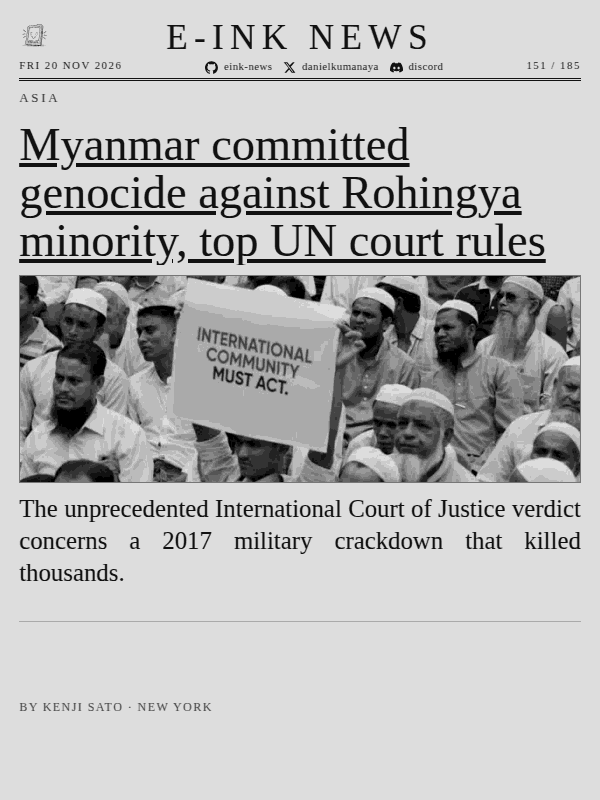 E-INK NEWS
FRI 20 NOV 2026
eink-news
danielkumanaya
discord
151 / 185
ASIA
Myanmar committed
genocide against Rohingya
minority, top UN court rules
INTERNATIONAL
COMMUNITY
MUST ACT.
The unprecedented International Court of Justice verdict
concerns a 2017 military crackdown that killed
thousands.
BY KENJI SATO · NEW YORK